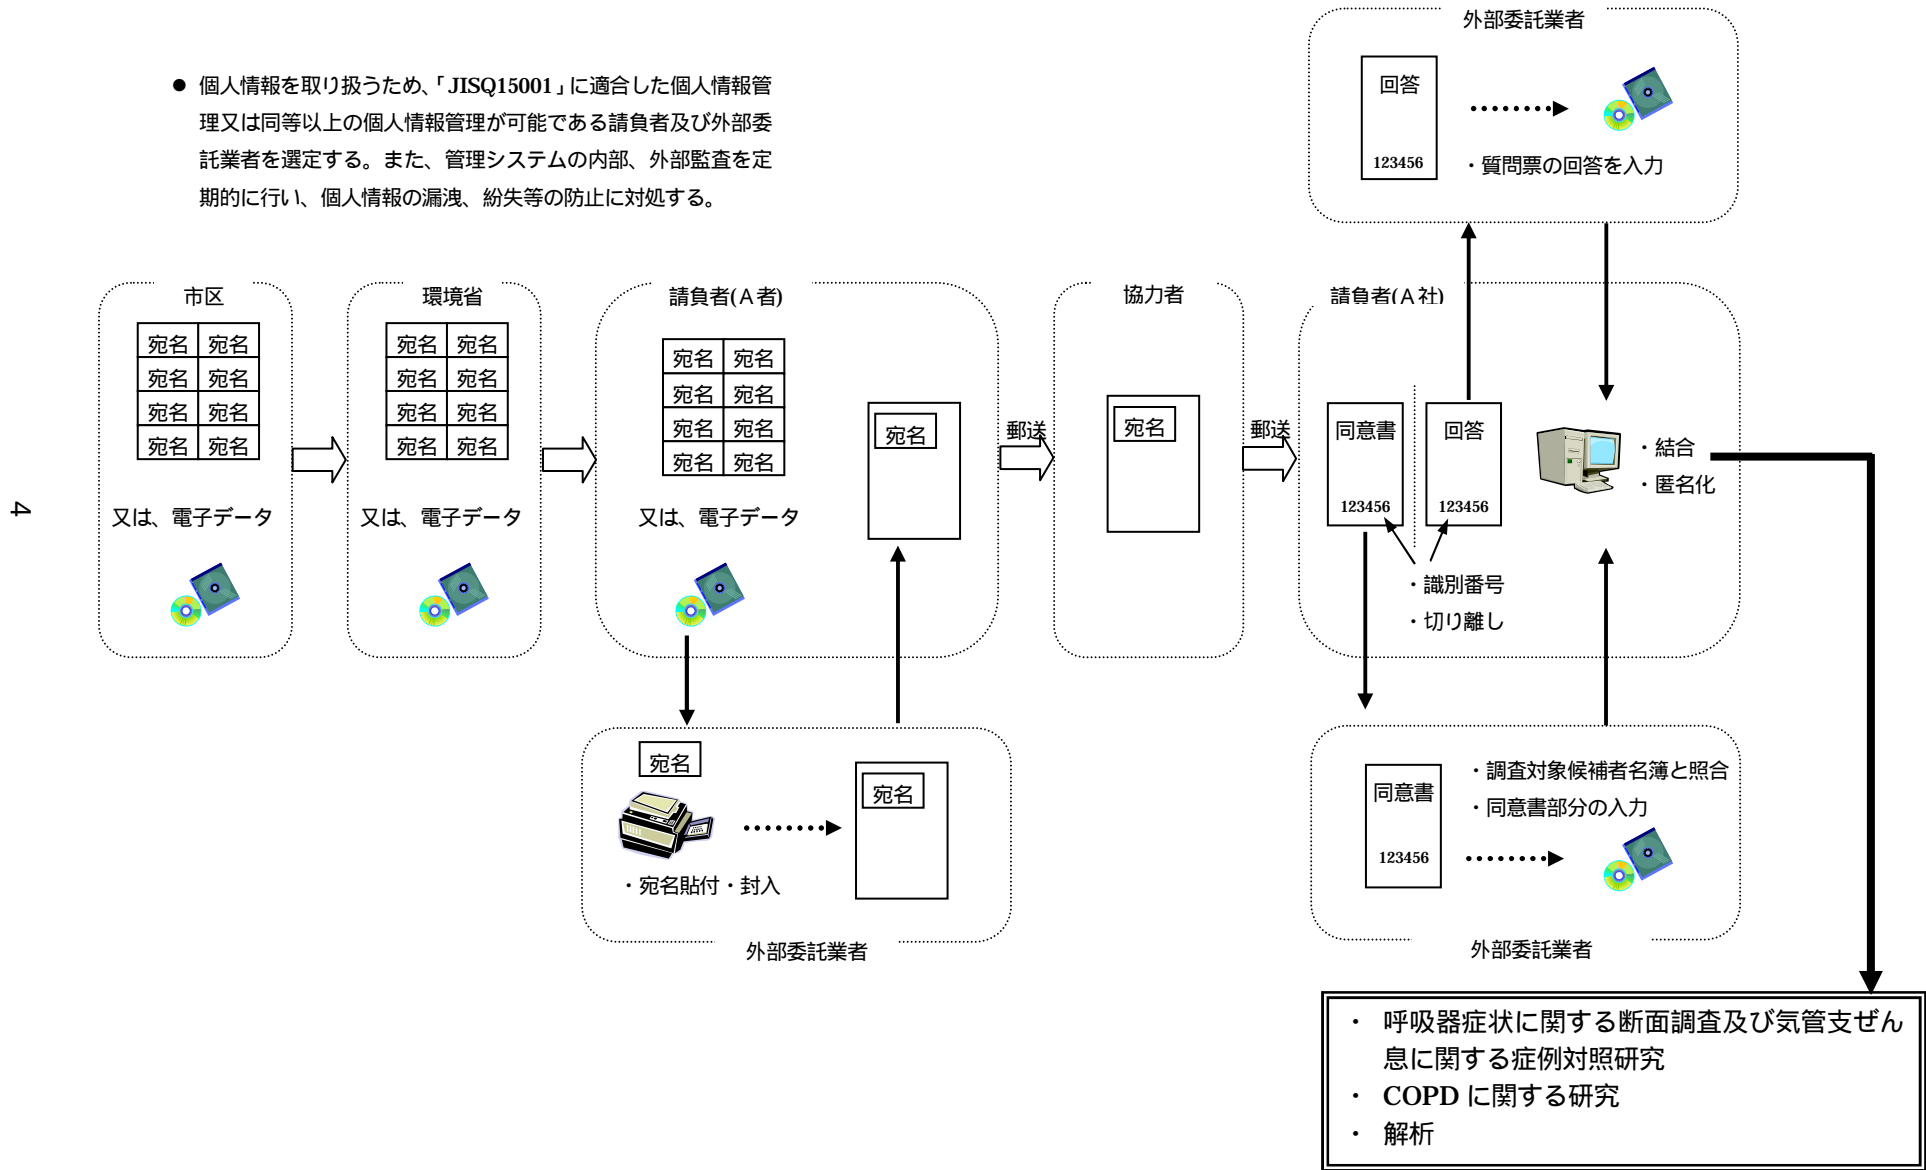 外部委託業者
回答
123456
・質問票の回答を入力
● 個人情報を取り扱うため、「JISQ15001」に適合した個人情報管
理又は同等以上の個人情報管理が可能である請負者及び外部委
託業者を選定する。また、管理システムの内部、外部監査を定
期的に行い、個人情報の漏洩、紛失等の防止に対処する。
市区
宛名 宛名
宛名 宛名
宛名 宛名
宛名 宛名
又は、電子データ
環境省
宛名 宛名
宛名 宛名
宛名 宛名
宛名 宛名
又は、電子データ
請負者(A者)
宛名 宛名
宛名 宛名
宛名 宛名
宛名 宛名
又は、電子データ
宛名
郵送
協力者
宛名
郵送
請負者(A社)
同意書
123456
回答
123456
・識別番号
・切り離し
・結合
・匿名化
宛名
・宛名貼付・封入
宛名
外部委託業者
同意書
123456
・調査対象候補者名簿と照合
・同意書部分の入力
外部委託業者
・ 呼吸器症状に関する断面調査及び気管支ぜん
息に関する症例対照研究
・ COPD に関する研究
・ 解析
4